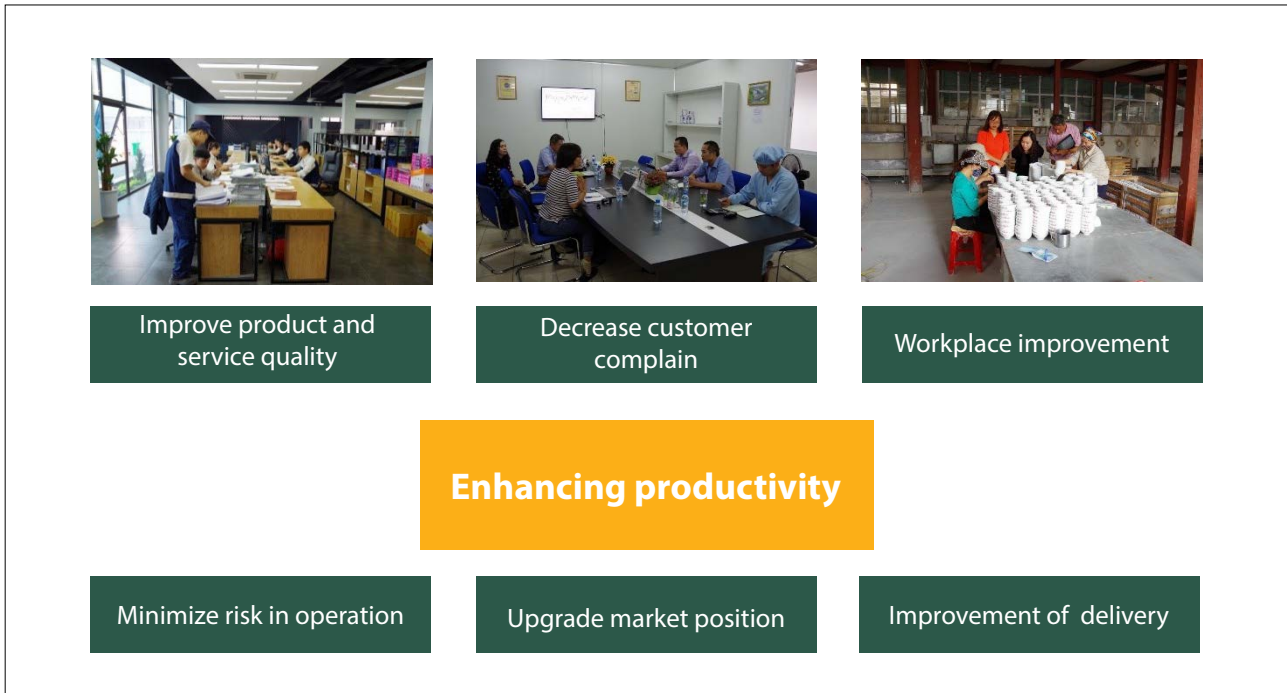 Improve product and
service quality
Decrease customer
complain
Workplace improvement
Enhancing productivity
Minimize risk in operation
Upgrade market position
Improvement of delivery